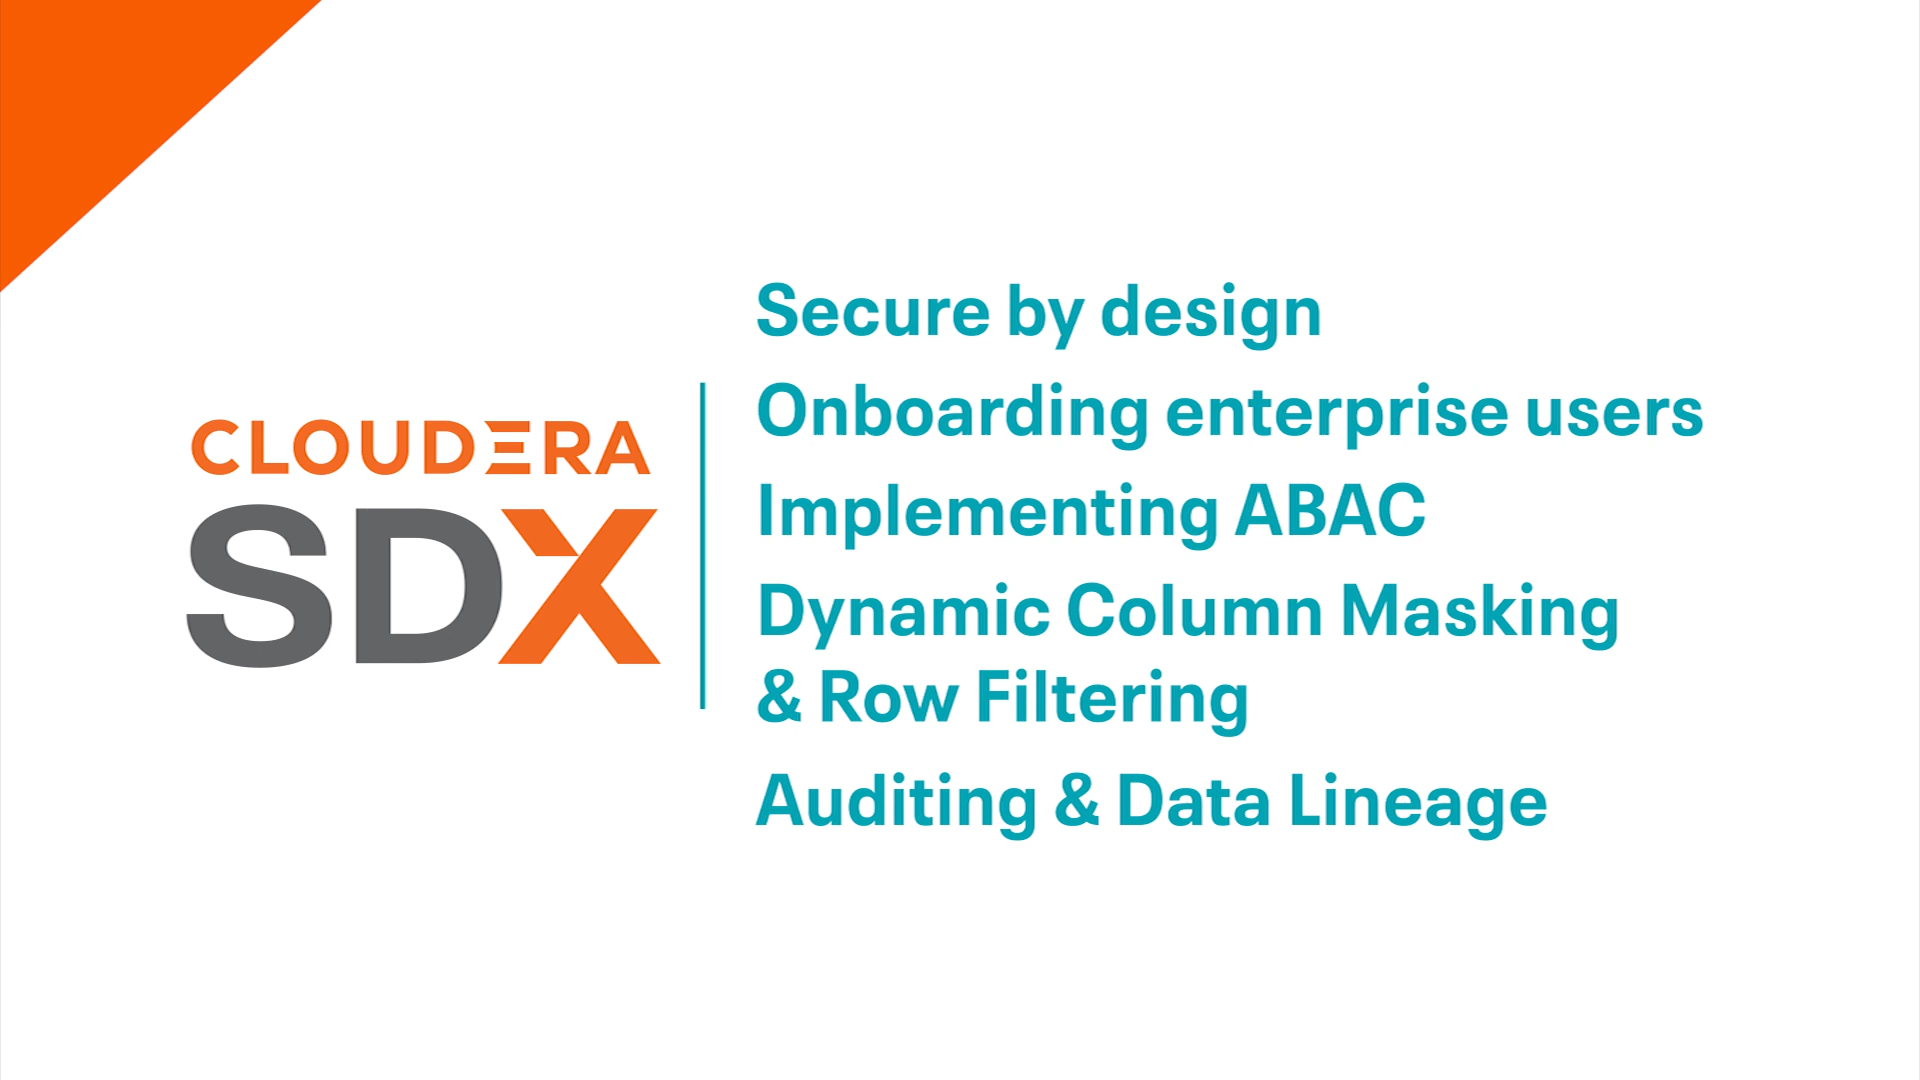 CLOUDERA
SDX
Secure by design
Onboarding enterprise users
Implementing ABAC
Dynamic Column Masking
& Row Filtering
Auditing & Data Lineage